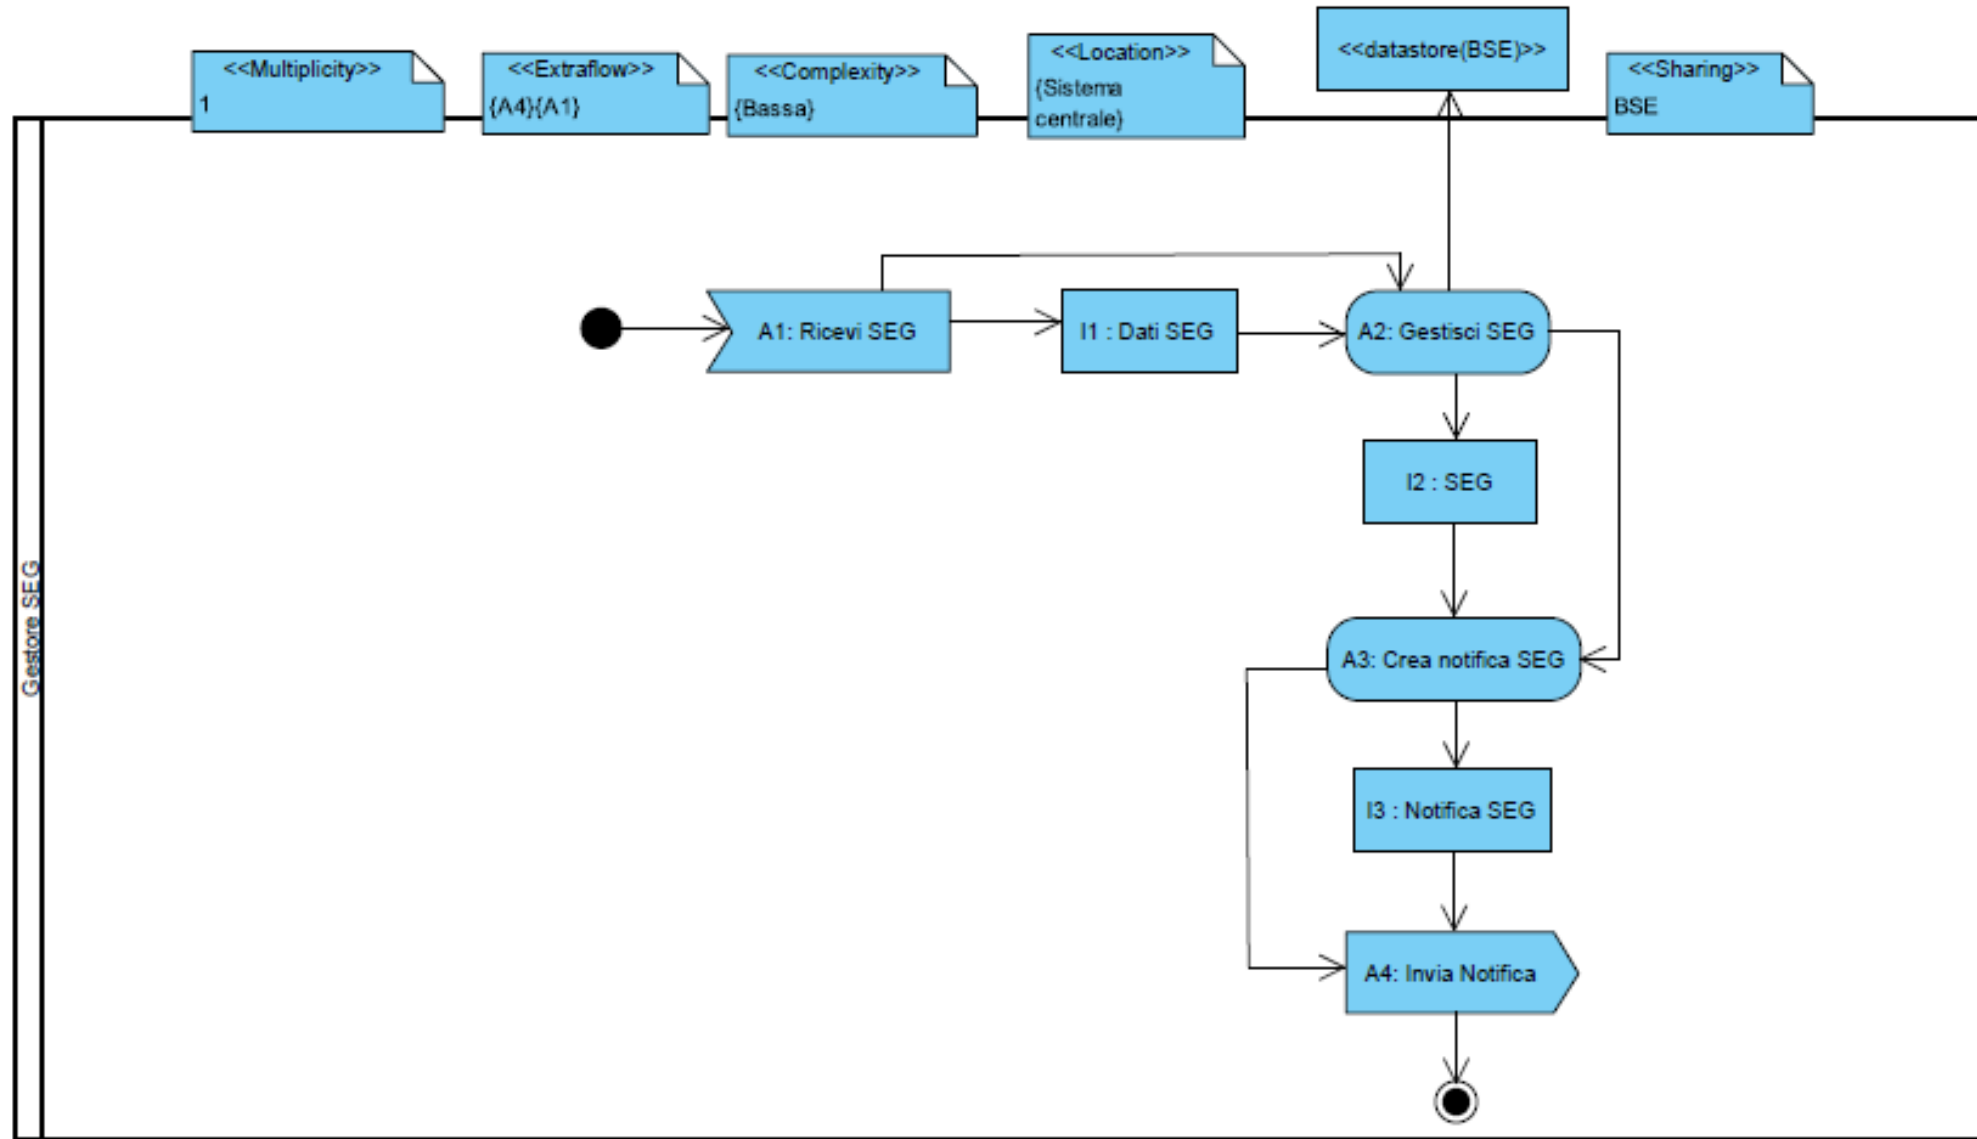 <<Multiplicity>>
1
<<Extraflow>>
{A4}{A1}
<<Complexity>>
{Bassa}
<<Location>>
{Sistema
centrale}
<<datastore(BSE)>>
<<Sharing>>
BSE
Gestore SEG
A1: Ricevi SEG
I1 : Dati SEG
A2: Gestisci SEG
I2 : SEG
A3: Crea notifica SEG
I3 : Notifica SEG
A4: Invia Notifica